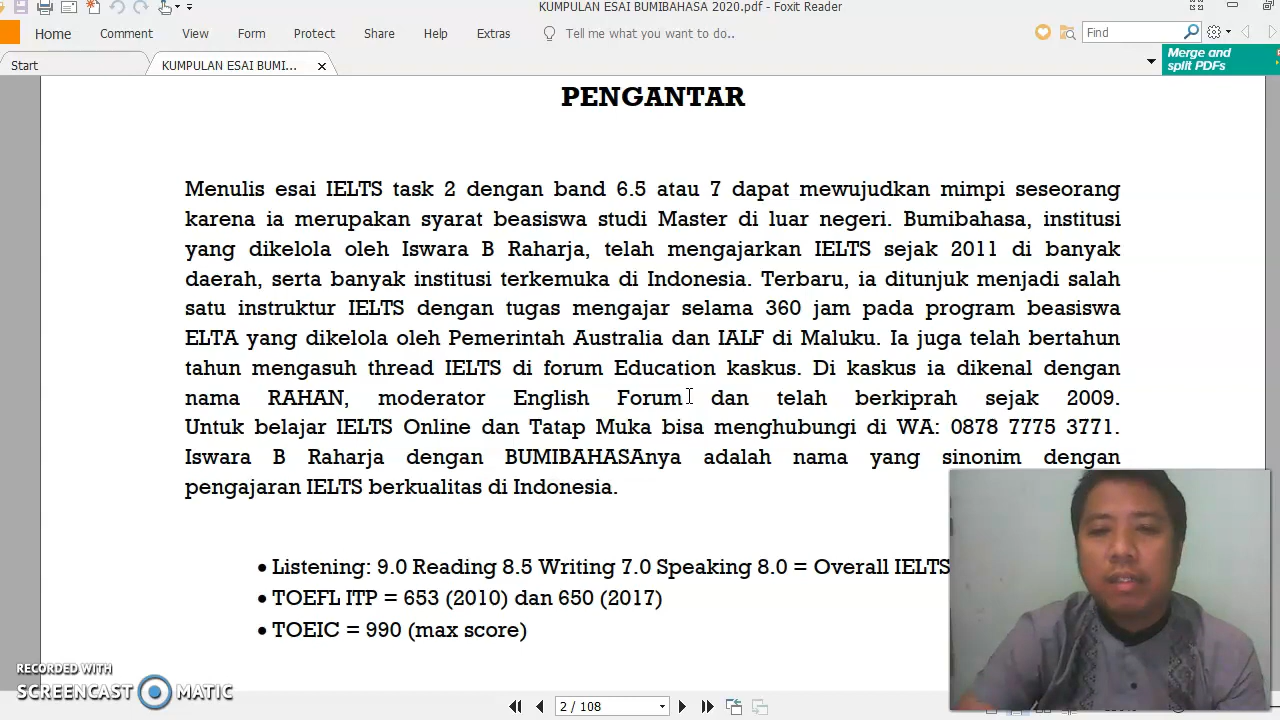 KUMPULAN ESAI BUMIBAHASA 2020.pdf - Foxit Reader
Home Comment View Form Protect Share Help Extras Tell me what you want to do.. Find
Start KUMPULAN ESAI BUMI... Merge and
split PDFs
PENGANTAR
Menulis esai IELTS task 2 dengan band 6.5 atau 7 dapat mewujudkan mimpi seseorang
karena ia merupakan syarat beasiswa studi Master di luar negeri. Bumibahasa, institusi
yang dikelola oleh Iswara B Raharja, telah mengajarkan IELTS sejak 2011 di banyak
daerah, serta banyak institusi terkemuka di Indonesia. Terbaru, ia ditunjuk menjadi salah
satu instruktur IELTS dengan tugas mengajar selama 360 jam pada program beasiswa
ELTA yang dikelola oleh Pemerintah Australia dan IALF di Maluku. Ia juga telah bertahun
tahun mengasuh thread IELTS di forum Education kaskus. Di kaskus ia dikenal dengan
nama RAHAN, moderator English Forum dan telah berkiprah sejak 2009.
Untuk belajar IELTS Online dan Tatap Muka bisa menghubungi di WA: 0878 7775 3771.
Iswara B Raharja dengan BUMIBAHASAnya adalah nama yang sinonim dengan
pengajaran IELTS berkualitas di Indonesia.
• Listening: 9.0 Reading 8.5 Writing 7.0 Speaking 8.0 = Overall IELTS
• TOEFL ITP = 653 (2010) dan 650 (2017)
• TOEIC = 990 (max score)
RECORDED WITH
SCREENCAST MATIC
2 / 108